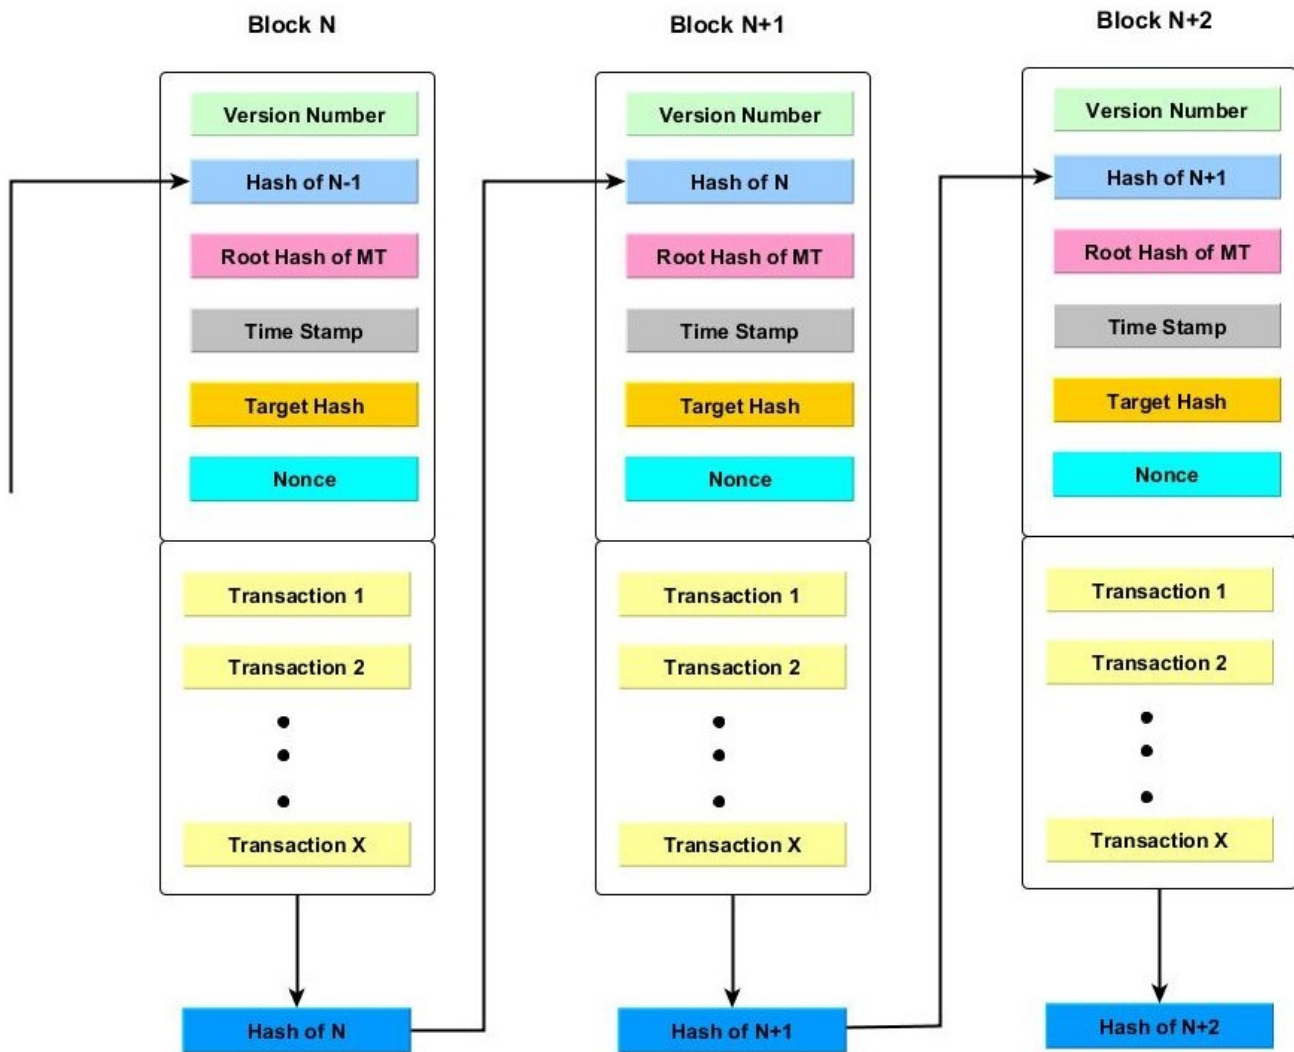 Block N
Version Number
Hash of N-1
Root Hash of MT
Time Stamp
Target Hash
Nonce
Transaction 1
Transaction 2
Transaction X
Hash of N
Block N+1
Version Number
Hash of N
Root Hash of MT
Time Stamp
Target Hash
Nonce
Transaction 1
Transaction 2
Transaction X
Hash of N+1
Block N+2
Version Number
Hash of N+1
Root Hash of MT
Time Stamp
Target Hash
Nonce
Transaction 1
Transaction 2
Transaction X
Hash of N+2